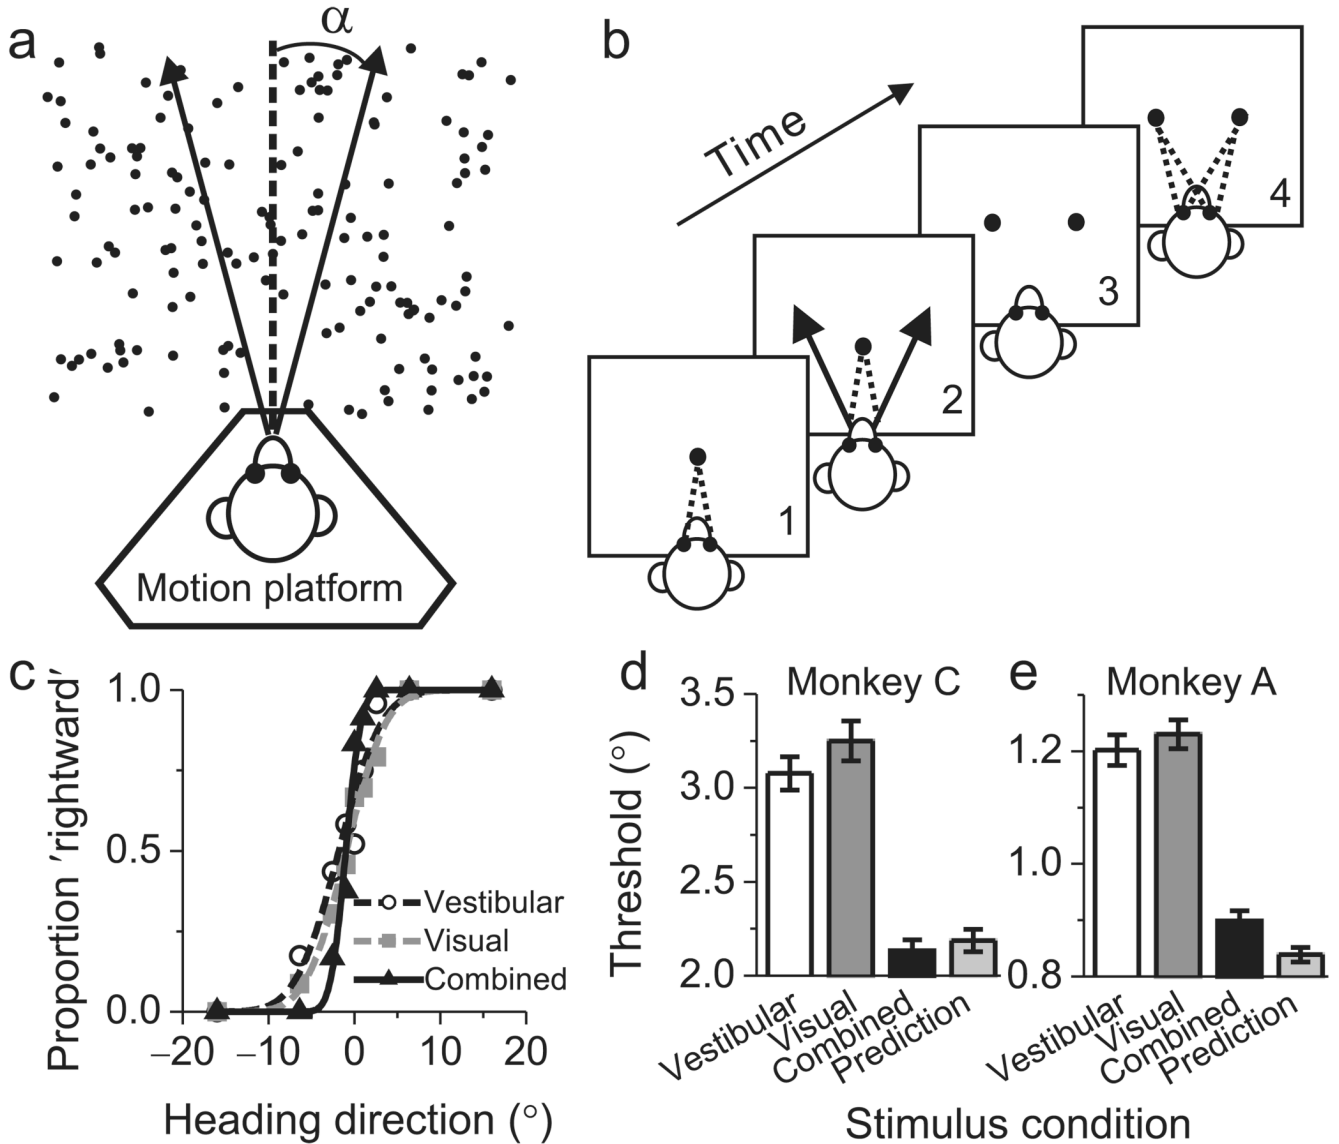 a
α
Motion platform
b
Time
1
2
3
4
c
Proportion 'rightward'
1.0
0.5
0.0
−20
−10
0
10
20
Heading direction (°)
Vestibular
Visual
Combined
d
Monkey C
Threshold (°)
3.5
3.0
2.5
2.0
Vestibular
Visual
Combined
Prediction
e
Monkey A
1.2
1.0
0.8
Vestibular
Visual
Combined
Prediction
Stimulus condition